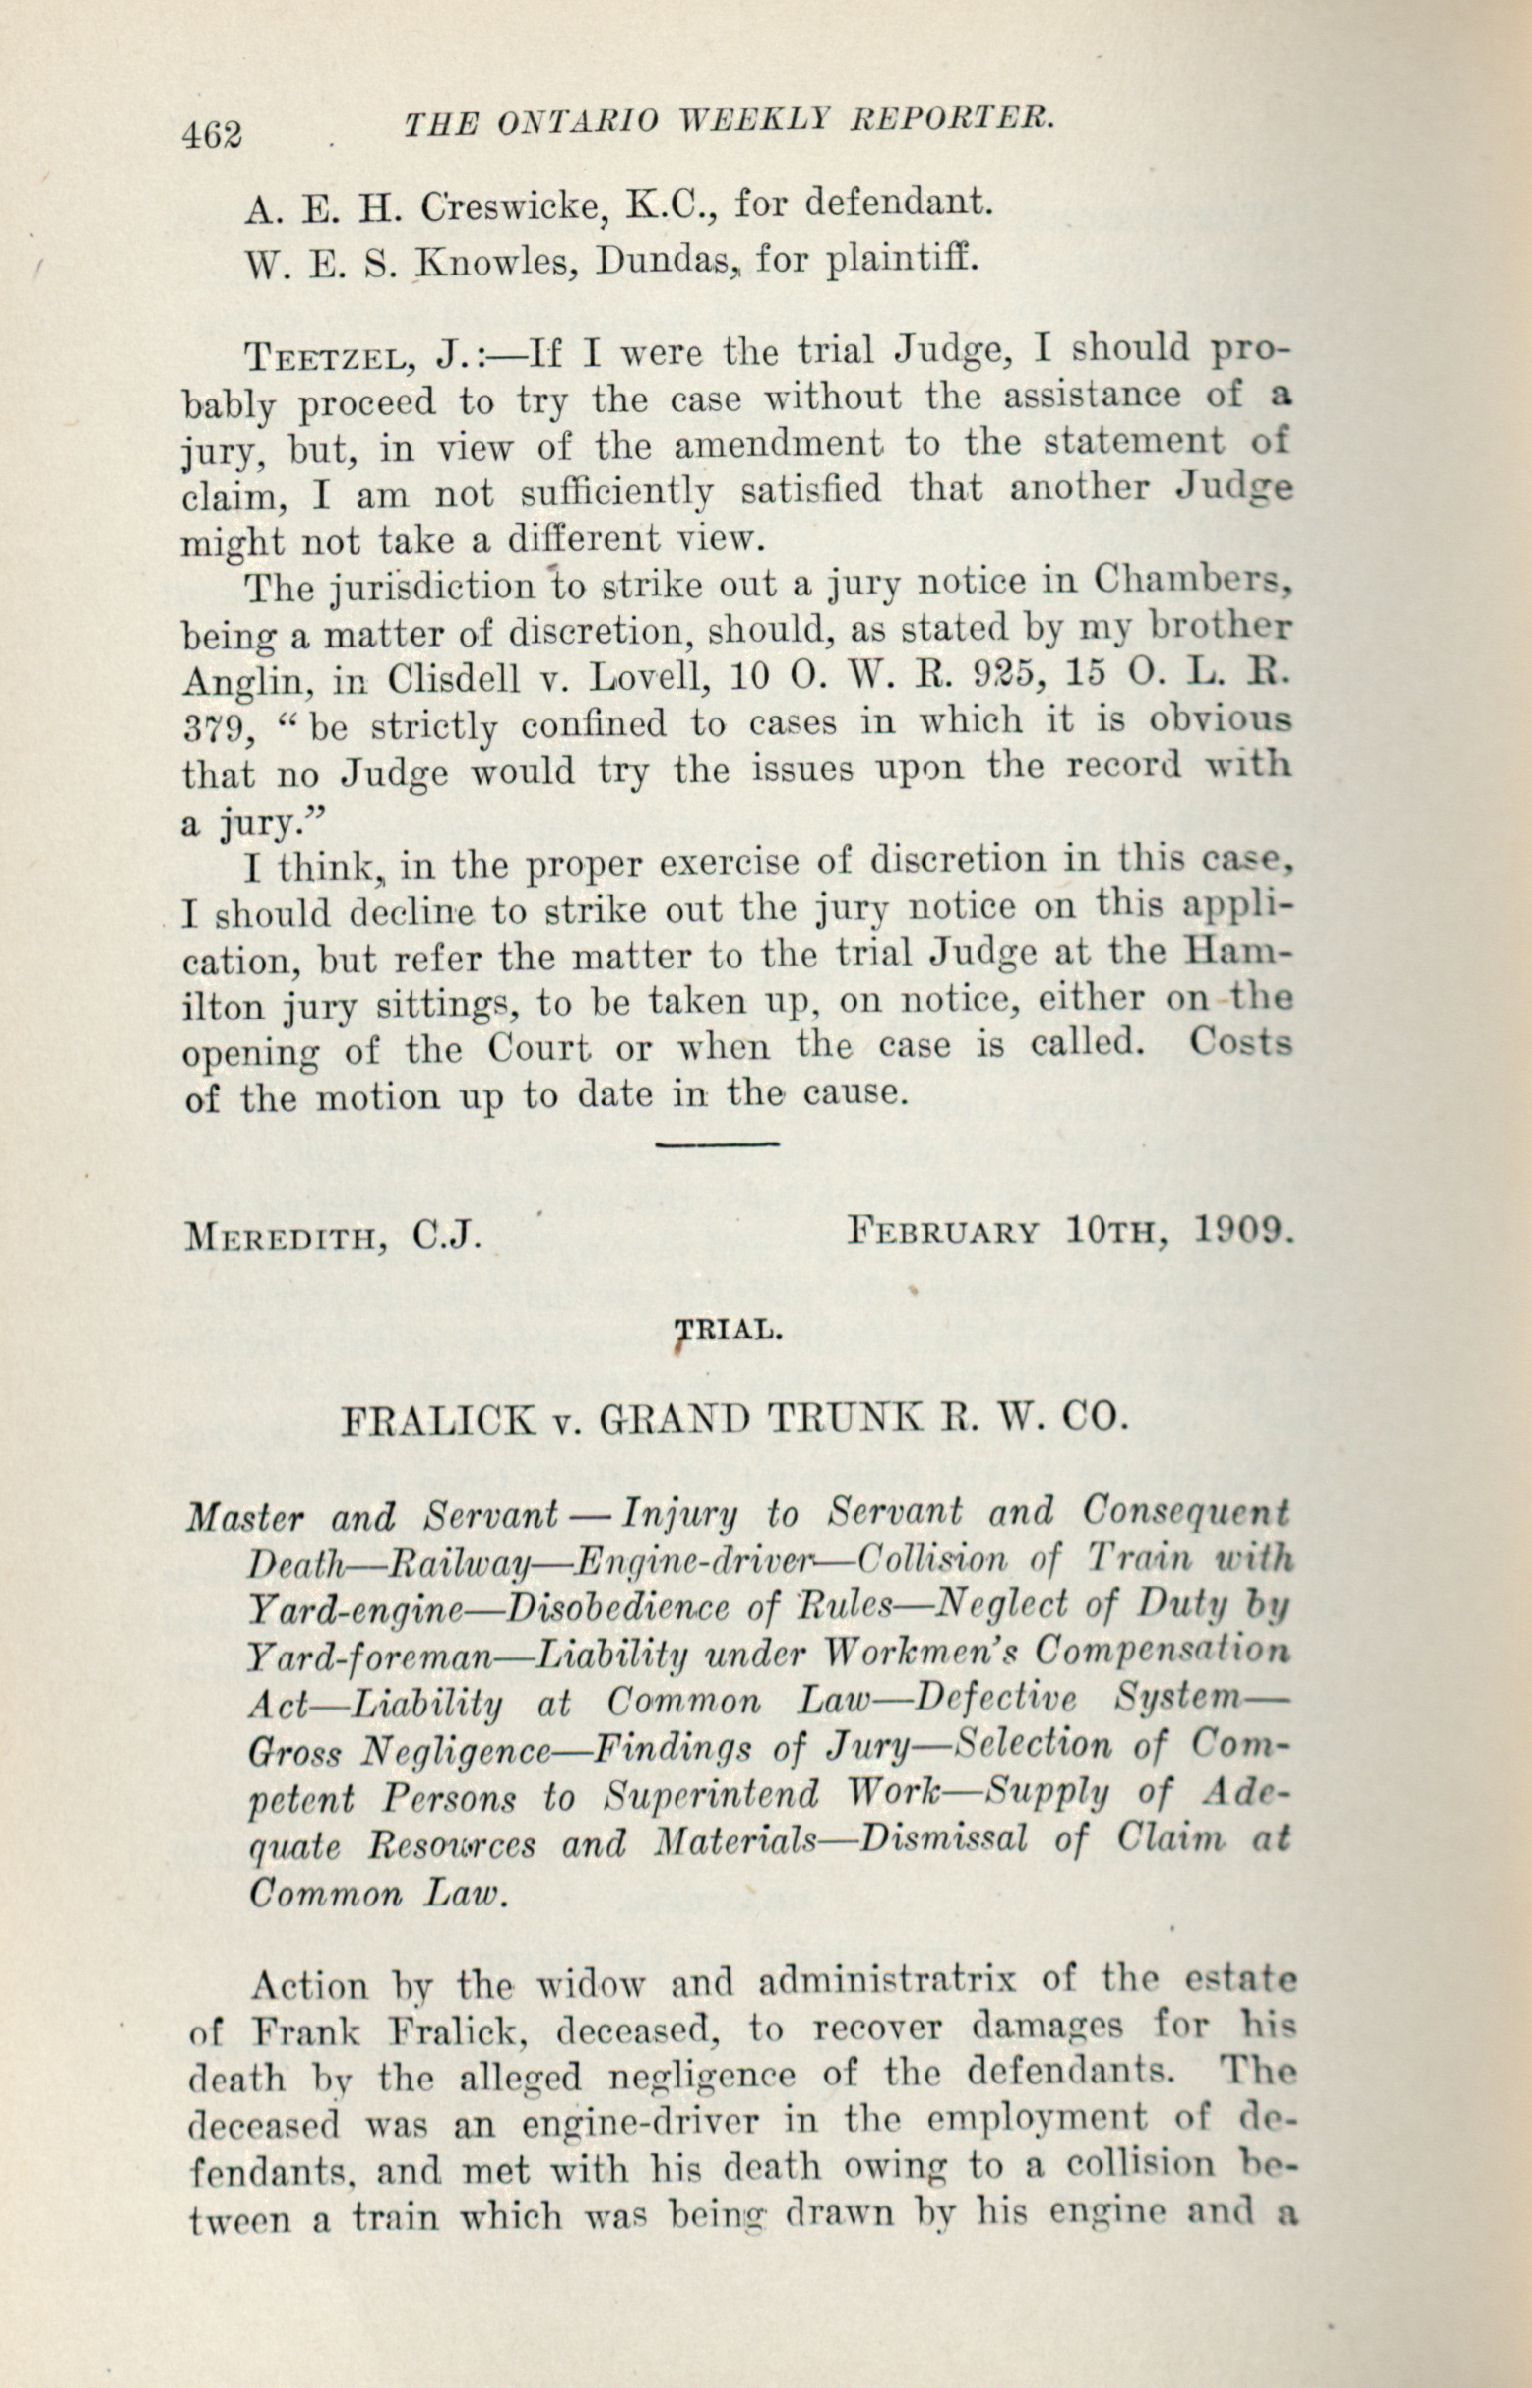 462 THE ONTARIO WEEKLY REPORTER.
A. E. H. Creswicke, K.C., for defendant.
W. E. S. Knowles, Dundas, for plaintiff.
TEETZEL, J.:—If I were the trial Judge, I should pro-
bably proceed to try the case without the assistance of a
jury, but, in view of the amendment to the statement of
claim, I am not sufficiently satisfied that another Judge
might not take a different view.
The jurisdiction to strike out a jury notice in Chambers,
being a matter of discretion, should, as stated by my brother
Anglin, in Clisdell v. Lovell, 10 O. W. R. 925, 15 O. L. R.
379, “be strictly confined to cases in which it is obvious
that no Judge would try the issues upon the record with
a jury.”
I think, in the proper exercise of discretion in this case,
I should decline to strike out the jury notice on this appli-
cation, but refer the matter to the trial Judge at the Ham-
ilton jury sittings, to be taken up, on notice, either on the
opening of the Court or when the case is called. Costs
of the motion up to date in the cause.
MEREDITH, C.J. FEBRUARY 10TH, 1909.
TRIAL.
FRALICK v. GRAND TRUNK R. W. CO.
Master and Servant — Injury to Servant and Consequent
Death—Railway—Engine-driver—Collision of Train with
Yard-engine—Disobedience of Rules—Neglect of Duty by
Yard-foreman—Liability under Workmen's Compensation
Act—Liability at Common Law—Defective System—
Gross Negligence—Findings of Jury—Selection of Com-
petent Persons to Superintend Work—Supply of Ade-
quate Resources and Materials—Dismissal of Claim at
Common Law.
Action by the widow and administratrix of the estate
of Frank Fralick, deceased, to recover damages for his
death by the alleged negligence of the defendants. The
deceased was an engine-driver in the employment of de-
fendants, and met with his death owing to a collision be-
tween a train which was being drawn by his engine and a